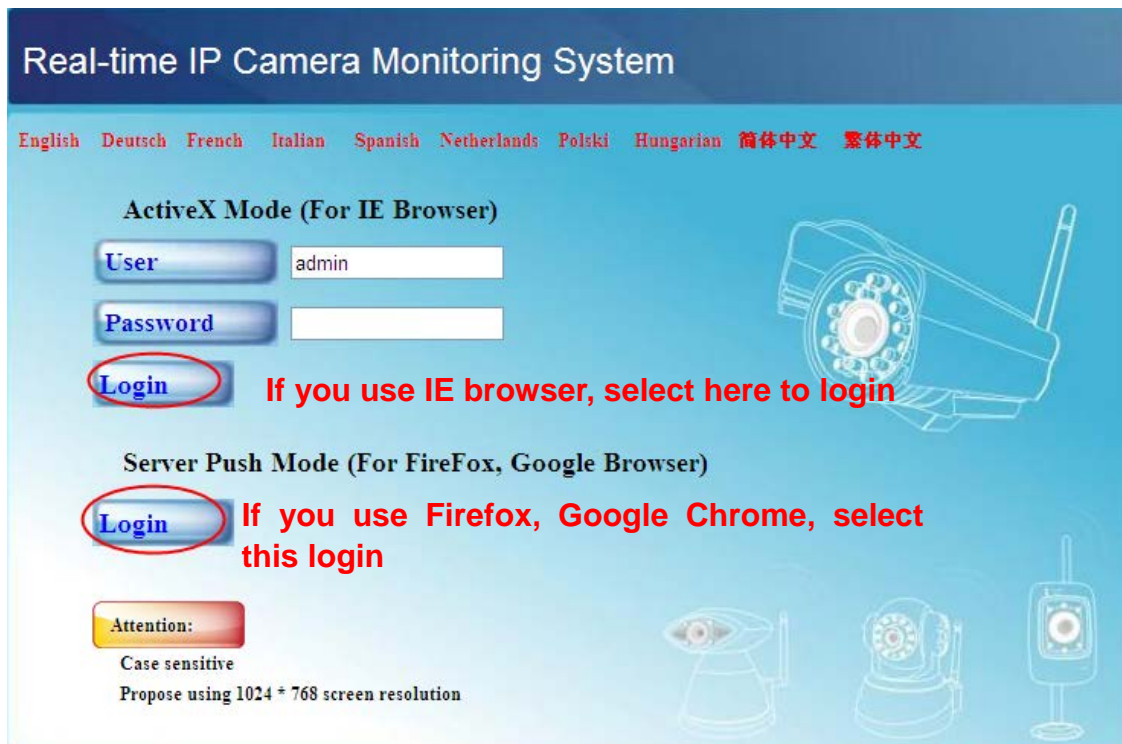 Real-time IP Camera Monitoring System
English Deutsch French Italian Spanish Netherlands Polski Hungarian 简体中文 繁体中文
ActiveX Mode (For IE Browser)
User admin
Password
Login If you use IE browser, select here to login
Server Push Mode (For FireFox, Google Browser)
Login If you use Firefox, Google Chrome, select
this login
Attention:
Case sensitive
Propose using 1024 * 768 screen resolution